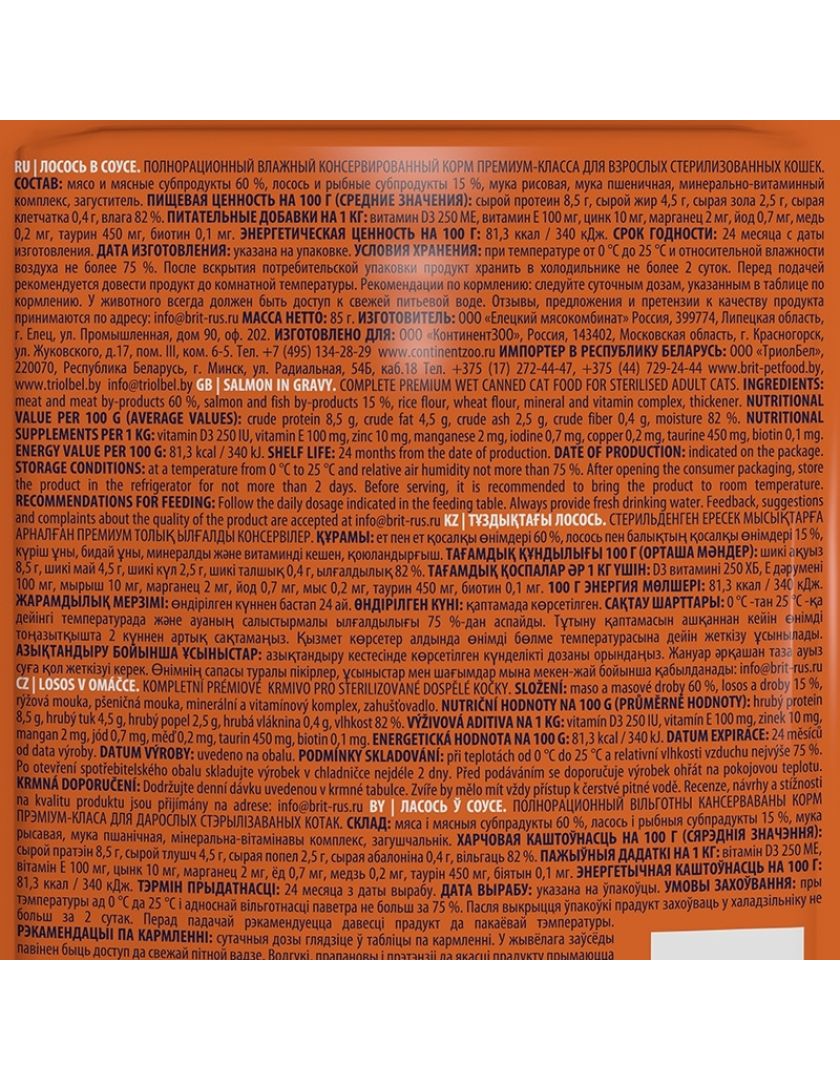 RU | ЛОСОСЬ В СОУСЕ. ПОЛНОРАЦИОННЫЙ ВЛАЖНЫЙ КОНСЕРВИРОВАННЫЙ КОРМ ПРЕМИУМ-КЛАССА ДЛЯ ВЗРОСЛЫХ СТЕРИЛИЗОВАННЫХ КОШЕК.
СОСТАВ: мясо и мясные субпродукты 60 %, лосось и рыбные субпродукты 15 %, мука рисовая, мука пшеничная, минерально-витаминный
комплекс, загуститель. ПИЩЕВАЯ ЦЕННОСТЬ НА 100 Г (СРЕДНИЕ ЗНАЧЕНИЯ): сырой протеин 8,5 г, сырой жир 4,5 г, сырая зола 2,5 г, сырая
клетчатка 0,4 г, влага 82 %. ПИТАТЕЛЬНЫЕ ДОБАВКИ НА 1 КГ: витамин D3 250 МЕ, витамин Е 100 мг, цинк 10 мг, марганец 2 мг, йод 0,7 мг, медь
0,2 мг, таурин 450 мг, биотин 0,1 мг. ЭНЕРГЕТИЧЕСКАЯ ЦЕННОСТЬ НА 100 Г: 81,3 ккал / 340 кДж. СРОК ГОДНОСТИ: 24 месяца с даты
изготовления. ДАТА ИЗГОТОВЛЕНИЯ: указана на упаковке. УСЛОВИЯ ХРАНЕНИЯ: при температуре от 0 °C до 25 °C и относительной влажности
воздуха не более 75 %. После вскрытия потребительской упаковки продукт хранить в холодильнике не более 2 суток. Перед подачей
рекомендуется довести продукт до комнатной температуры. Рекомендации по кормлению: следуйте суточным дозам, указанным в таблице по
кормлению. У животного всегда должен быть доступ к свежей питьевой воде. Отзывы, предложения и претензии к качеству продукта
принимаются по адресу: info@brit-rus.ru МАССА НЕТТО: 85 г. ИЗГОТОВИТЕЛЬ: ООО «Елецкий мясокомбинат» Россия, 399774, Липецкая область,
г. Елец, ул. Промышленная, дом 90, оф. 202. ИЗГОТОВЛЕНО ДЛЯ: ООО «КонтинентЗОО», Россия, 143402, Московская область, г. Красногорск,
ул. Жуковского, д.17, пом. III, ком. 6-5. Тел. +7 (495) 134-28-29 www.continentzoo.ru ИМПОРТЕР В РЕСПУБЛИКУ БЕЛАРУСЬ: ООО «ТриолБел»,
220070, Республика Беларусь, г. Минск, ул. Радиальная, 54Б, каб.18 Тел. +375 (17) 272-44-47, +375 (44) 729-24-44 www.brit-petfood.by,
www.triolbel.by info@triolbel.by GB | SALMON IN GRAVY. COMPLETE PREMIUM WET CANNED CAT FOOD FOR STERILISED ADULT CATS. INGREDIENTS:
meat and meat by-products 60 %, salmon and fish by-products 15 %, rice flour, wheat flour, mineral and vitamin complex, thickener. NUTRITIONAL
VALUE PER 100 G (AVERAGE VALUES): crude protein 8,5 g, crude fat 4,5 g, crude ash 2,5 g, crude fiber 0,4 g, moisture 82 %. NUTRITIONAL
SUPPLEMENTS PER 1 KG: vitamin D3 250 IU, vitamin E 100 mg, zinc 10 mg, manganese 2 mg, iodine 0,7 mg, copper 0,2 mg, taurine 450 mg, biotin 0,1 mg.
ENERGY VALUE PER 100 G: 81,3 kcal / 340 kJ. SHELF LIFE: 24 months from the date of production. DATE OF PRODUCTION: indicated on the package.
STORAGE CONDITIONS: at a temperature from 0 °C to 25 °C and relative air humidity not more than 75 %. After opening the consumer packaging, store
the product in the refrigerator for not more than 2 days. Before serving, it is recommended to bring the product to room temperature.
RECOMMENDATIONS FOR FEEDING: Follow the daily dosage indicated in the feeding table. Always provide fresh drinking water. Feedback, suggestions
and complaints about the quality of the product are accepted at info@brit-rus.ru KZ | ТҰЗДЫҚТАҒЫ ЛОСОСЬ. СТЕРИЛЬДЕНГЕН ЕРЕСЕК МЫСЫҚТАРҒА
АРНАЛҒАН ПРЕМИУМ ТОЛЫҚ ЫЛҒАЛДЫ КОНСЕРВІЛЕР. ҚҰРАМЫ: ет пен ет қосалқы өнімдері 60 %, лосось пен балықтың қосалқы өнімдері 15 %,
күріш ұны, бидай ұны, минералды және витаминді кешен, қоюландырғыш. ТАҒАМДЫҚ ҚҰНДЫЛЫҒЫ 100 Г (ОРТАША МӘНДЕР): шикі ақуыз
8,5 г, шикі май 4,5 г, шикі күл 2,5 г, шикі талшық 0,4 г, ылғалдылық 82 %. ТАҒАМДЫҚ ҚОСПАЛАР ӘР 1 КГ ҮШІН: D3 витамині 250 ХБ, Е дәрумені
100 мг, мырыш 10 мг, марганец 2 мг, йод 0,7 мг, мыс 0,2 мг, таурин 450 мг, биотин 0,1 мг. 100 Г ЭНЕРГИЯ МӨЛШЕРІ: 81,3 ккал / 340 кДж.
ЖАРАМДЫЛЫҚ МЕРЗІМІ: өндірілген күннен бастап 24 ай. ӨНДІРІЛГЕН КҮНІ: қаптамада көрсетілген. САҚТАУ ШАРТТАРЫ: 0 °C -тан 25 °C -қа
дейінгі температурада және ауаның салыстырмалы ылғалдылығы 75 %-дан аспайды. Тұтыну қаптамасын ашқаннан кейін өнімді
тоңазытқышта 2 күннен артық сақтамаңыз. Қызмет көрсетер алдында өнімді бөлме температурасына дейін жеткізу ұсынылады.
АЗЫҚТАНДЫРУ БОЙЫНША ҰСЫНЫСТАР: азықтандыру кестесінде көрсетілген күнделікті дозаны орындаңыз. Жануар әрқашан таза ауыз
суға қол жеткізуі керек. Өнімнің сапасы туралы пікірлер, ұсыныстар мен шағымдар мына мекен-жай бойынша қабылданады: info@brit-rus.ru
CZ | LOSOS V OMÁČCE. KOMPLETNÍ PRÉMIOVÉ KRMIVO PRO STERILIZOVANÉ DOSPĚLÉ KOČKY. SLOŽENÍ: maso a masové droby 60 %, losos a droby 15 %,
rýžová mouka, pšeničná mouka, minerální a vitamínový komplex, zahušťovadlo. NUTRIČNÍ HODNOTY NA 100 G (PRŮMĚRNÉ HODNOTY): hrubý protein
8,5 g, hrubý tuk 4,5 g, hrubý popel 2,5 g, hrubá vláknina 0,4 g, vlhkost 82 %. VÝŽIVOVÁ ADITIVA NA 1 KG: vitamín D3 250 IU, vitamín E 100 mg, zinek 10 mg,
mangan 2 mg, jód 0,7 mg, měď 0,2 mg, taurin 450 mg, biotin 0,1 mg. ENERGETICKÁ HODNOTA NA 100 G: 81,3 kcal / 340 kJ. DATUM EXPIRACE: 24 měsíců
od data výroby. DATUM VÝROBY: uvedeno na obalu. PODMÍNKY SKLADOVÁNÍ: při teplotách od 0 °C do 25 °C a relativní vlhkosti vzduchu nejvýše 75 %.
Po otevření spotřebitelského obalu skladujte výrobek v chladničce nejdéle 2 dny. Před podáváním se doporučuje výrobek ohřát na pokojovou teplotu.
KRMNÁ DOPORUČENÍ: Dodržujte denní dávku uvedenou v krmné tabulce. Zvíře by mělo mít vždy přístup k čerstvé pitné vodě. Recenze, návrhy a stížnosti
na kvalitu produktu jsou přijímány na adrese: info@brit-rus.ru BY | ЛАСОСЬ Ў СОУСЕ. ПОЛНОРАЦИОННЫЙ ВІЛЬГОТНЫ КАНСЕРВАВАНЫ КОРМ
ПРЭМІУМ-КЛАСА ДЛЯ ДАРОСЛЫХ СТЭРЫЛІЗАВАНЫХ КОТАК. СКЛАД: мяса і мясныя субпрадукты 60 %, ласось і рыбныя субпрадукты 15 %, мука
рысавая, мука пшанічная, мінеральна-вітамінавы комплекс, загушчальнік. ХАРЧОВАЯ КАШТОЎНАСЦЬ НА 100 Г (СЯРЭДНІЯ ЗНАЧЭННЯ):
сырой пратэін 8,5 г, сырой тлушч 4,5 г, сырая попел 2,5 г, сырая абалоніна 0,4 г, вільгаць 82 %. ПАЖЫЎНЫЯ ДАДАТКІ НА 1 КГ: вітамін D3 250 МЕ,
вітамін Е 100 мг, цынк 10 мг, марганец 2 мг, ёд 0,7 мг, медзь 0,2 мг, таурін 450 мг, біятын 0,1 мг. ЭНЕРГЕТЫЧНАЯ КАШТОЎНАСЦЬ НА 100 Г:
81,3 ккал / 340 кДж. ТЭРМІН ПРЫДАТНАСЦІ: 24 месяца з даты вырабу. ДАТА ВЫРАБУ: указана на ўпакоўцы. УМОВЫ ЗАХОЎВАННЯ: пры
тэмпературы ад 0 °C да 25 °C і адноснай вільготнасці паветра не больш за 75 %. Пасля выкрыцця ўпакоўкі прадукт захоўваць у халадзільніку не
больш за 2 сутак. Перад падачай рэкамендуецца давесці прадукт да пакаёвай тэмпературы.
РЭКАМЕНДАЦЫІ ПА КАРМЛЕННІ: сутачныя дозы глядзіце ў табліцы па кармленні. У жывёлага заўсёды
павінен быць доступ да свежай пітной вадзе. Водгукі, прапановы і прэтэнзіі да якасці прадукту прымаюцца